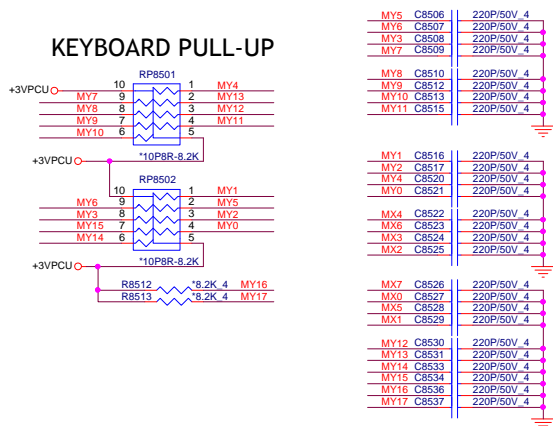 KEYBOARD PULL-UP
RP8501
+3VPCU 10 1 MY4
MY7 9 2 MY13
MY8 8 3 MY12
MY9 7 4 MY11
MY10 6 5
+3VPCU *10P8R-8.2K
RP8502
10 1 MY1
MY6 9 2 MY5
MY3 8 3 MY2
MY15 7 4 MY0
MY14 6 5
+3VPCU *10P8R-8.2K
R8512 *8.2K_4 MY16
R8513 *8.2K_4 MY17
MY5 C8506 220P/50V_4
MY6 C8507 220P/50V_4
MY3 C8508 220P/50V_4
MY7 C8509 220P/50V_4
MY8 C8510 220P/50V_4
MY9 C8512 220P/50V_4
MY10 C8513 220P/50V_4
MY11 C8515 220P/50V_4
MY1 C8516 220P/50V_4
MY2 C8517 220P/50V_4
MY4 C8520 220P/50V_4
MY0 C8521 220P/50V_4
MX4 C8522 220P/50V_4
MX6 C8523 220P/50V_4
MX3 C8524 220P/50V_4
MX2 C8525 220P/50V_4
MX7 C8526 220P/50V_4
MX0 C8527 220P/50V_4
MX5 C8528 220P/50V_4
MX1 C8529 220P/50V_4
MY12 C8530 220P/50V_4
MY13 C8531 220P/50V_4
MY14 C8533 220P/50V_4
MY15 C8534 220P/50V_4
MY16 C8536 220P/50V_4
MY17 C8537 220P/50V_4